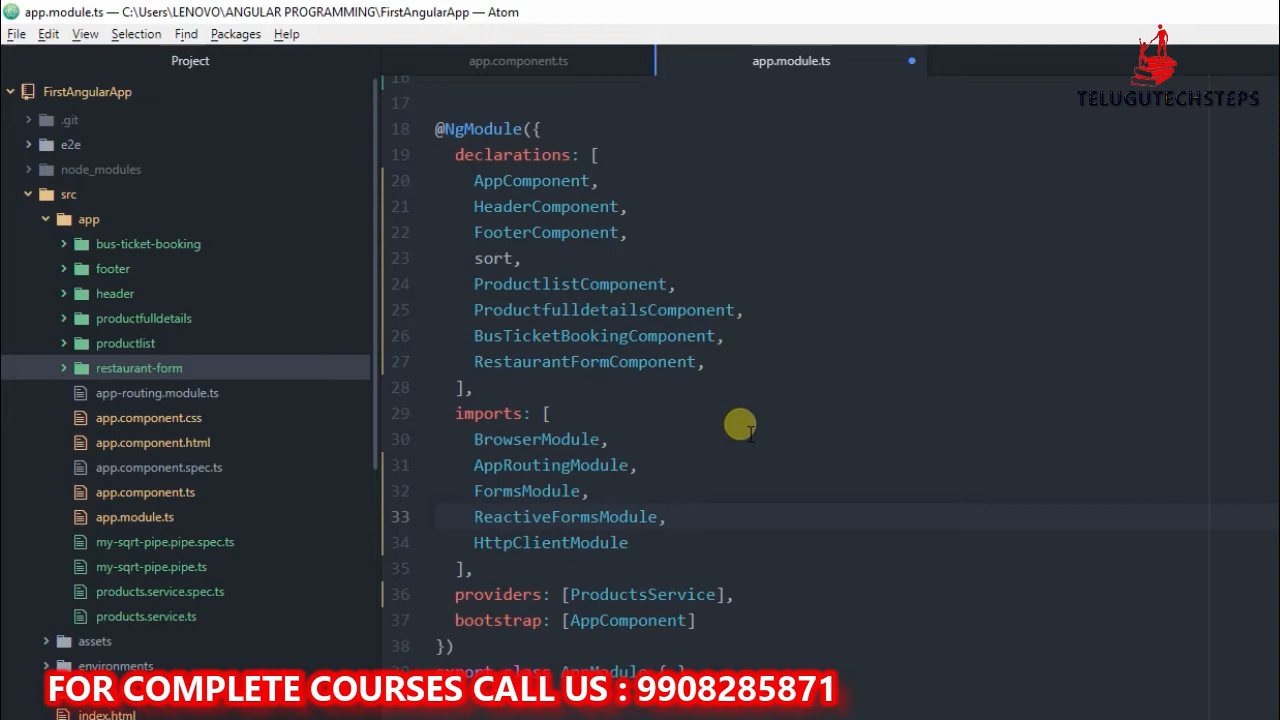 app.module.ts — C:\Users\LENOVO\ANGULAR PROGRAMMING\FirstAngularApp — Atom
File Edit View Selection Find Packages Help
Project
app.component.ts
app.module.ts
TELUGUTECHSTEPS
FirstAngularApp
.git
e2e
node_modules
src
app
bus-ticket-booking
footer
header
productfulldetails
productlist
restaurant-form
app-routing.module.ts
app.component.css
app.component.html
app.component.spec.ts
app.component.ts
app.module.ts
my-sqrt-pipe.pipe.spec.ts
my-sqrt-pipe.pipe.ts
products.service.spec.ts
products.service.ts
assets
environments
index.html
16
17
18 @NgModule({
19 declarations: [
20 AppComponent,
21 HeaderComponent,
22 FooterComponent,
23 sort,
24 ProductlistComponent,
25 ProductfulldetailsComponent,
26 BusTicketBookingComponent,
27 RestaurantFormComponent,
28 ],
29 imports: [
30 BrowserModule,
31 AppRoutingModule,
32 FormsModule,
33 ReactiveFormsModule,
34 HttpClientModule
35 ],
36 providers: [ProductsService],
37 bootstrap: [AppComponent]
38 })
39 export class AppModule { }
FOR COMPLETE COURSES CALL US : 9908285871